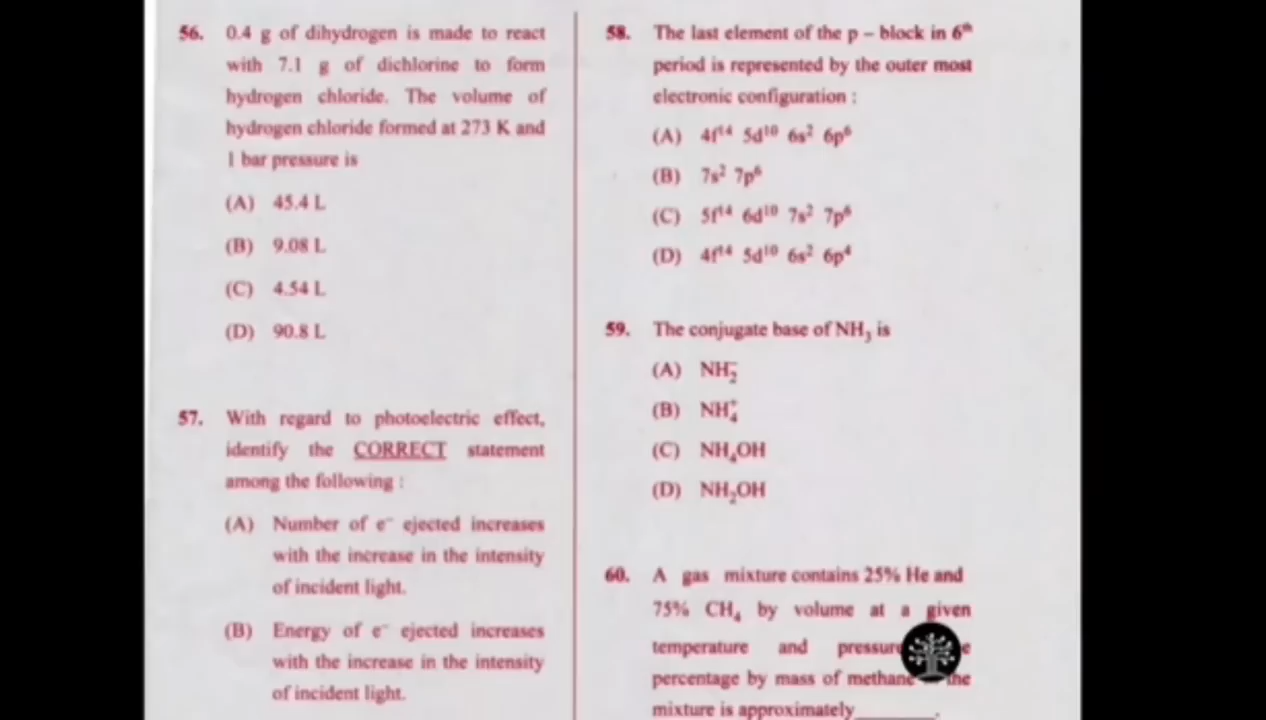 56. 0.4 g of dihydrogen is made to react
with 7.1 g of dichlorine to form
hydrogen chloride. The volume of
hydrogen chloride formed at 273 K and
1 bar pressure is
(A) 45.4 L
(B) 9.08 L
(C) 4.54 L
(D) 90.8 L
57. With regard to photoelectric effect,
identify the CORRECT statement
among the following :
(A) Number of e⁻ ejected increases
with the increase in the intensity
of incident light.
(B) Energy of e⁻ ejected increases
with the increase in the intensity
of incident light.
58. The last element of the p – block in 6ᵗʰ
period is represented by the outer most
electronic configuration :
(A) 4f¹⁴ 5d¹⁰ 6s² 6p⁶
(B) 7s² 7p⁶
(C) 5f¹⁴ 6d¹⁰ 7s² 7p⁶
(D) 4f¹⁴ 5d¹⁰ 6s² 6p⁴
59. The conjugate base of NH₃ is
(A) NH₂⁻
(B) NH₄⁺
(C) NH₄OH
(D) NH₂OH
60. A gas mixture contains 25% He and
75% CH₄ by volume at a given
temperature and
percentage by mass of methane the
mixture is approximately______.